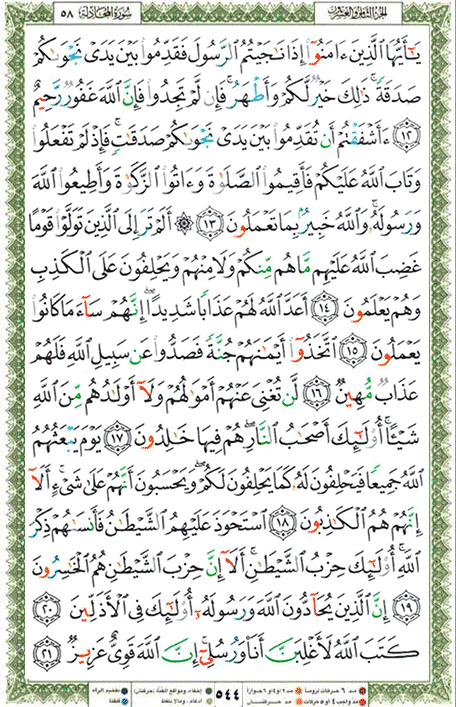 الجزء الثامن والعشرون سورة المجادلة ٥٨
يَٰٓأَيُّهَا ٱلَّذِينَ ءَامَنُوٓا۟ إِذَا نَٰجَيْتُمُ ٱلرَّسُولَ فَقَدِّمُوا۟ بَيْنَ يَدَىْ نَجْوَىٰكُمْ
صَدَقَةً ۚ ذَٰلِكَ خَيْرٌ لَّكُمْ وَأَطْهَرُ ۚ فَإِن لَّمْ تَجِدُوا۟ فَإِنَّ ٱللَّهَ غَفُورٌ رَّحِيمٌ
١٢ ءَأَشْفَقْتُمْ أَن تُقَدِّمُوا۟ بَيْنَ يَدَىْ نَجْوَىٰكُمْ صَدَقَٰتٍ ۚ فَإِذْ لَمْ تَفْعَلُوا۟
وَتَابَ ٱللَّهُ عَلَيْكُمْ فَأَقِيمُوا۟ ٱلصَّلَوٰةَ وَءَاتُوا۟ ٱلزَّكَوٰةَ وَأَطِيعُوا۟ ٱللَّهَ
وَرَسُولَهُۥ ۚ وَٱللَّهُ خَبِيرٌۢ بِمَا تَعْمَلُونَ ١٣ ۞ أَلَمْ تَرَ إِلَى ٱلَّذِينَ تَوَلَّوْا۟ قَوْمًا
غَضِبَ ٱللَّهُ عَلَيْهِم مَّا هُم مِّنكُمْ وَلَا مِنْهُمْ وَيَحْلِفُونَ عَلَى ٱلْكَذِبِ
وَهُمْ يَعْلَمُونَ ١٤ أَعَدَّ ٱللَّهُ لَهُمْ عَذَابًا شَدِيدًا ۖ إِنَّهُمْ سَآءَ مَا كَانُوا۟
يَعْمَلُونَ ١٥ ٱتَّخَذُوٓا۟ أَيْمَٰنَهُمْ جُنَّةً فَصَدُّوا۟ عَن سَبِيلِ ٱللَّهِ فَلَهُمْ
عَذَابٌ مُّهِينٌ ١٦ لَّن تُغْنِىَ عَنْهُمْ أَمْوَٰلُهُمْ وَلَآ أَوْلَٰدُهُم مِّنَ ٱللَّهِ
شَيْـًٔا ۚ أُو۟لَٰٓئِكَ أَصْحَٰبُ ٱلنَّارِ ۖ هُمْ فِيهَا خَٰلِدُونَ ١٧ يَوْمَ يَبْعَثُهُمُ
ٱللَّهُ جَمِيعًا فَيَحْلِفُونَ لَهُۥ كَمَا يَحْلِفُونَ لَكُمْ ۖ وَيَحْسَبُونَ أَنَّهُمْ عَلَىٰ شَىْءٍ ۚ أَلَآ
إِنَّهُمْ هُمُ ٱلْكَٰذِبُونَ ١٨ ٱسْتَحْوَذَ عَلَيْهِمُ ٱلشَّيْطَٰنُ فَأَنسَىٰهُمْ ذِكْرَ
ٱللَّهِ ۚ أُو۟لَٰٓئِكَ حِزْبُ ٱلشَّيْطَٰنِ ۚ أَلَآ إِنَّ حِزْبَ ٱلشَّيْطَٰنِ هُمُ ٱلْخَٰسِرُونَ
١٩ إِنَّ ٱلَّذِينَ يُحَآدُّونَ ٱللَّهَ وَرَسُولَهُۥٓ أُو۟لَٰٓئِكَ فِى ٱلْأَذَلِّينَ ٢٠
كَتَبَ ٱللَّهُ لَأَغْلِبَنَّ أَنَا۠ وَرُسُلِىٓ ۚ إِنَّ ٱللَّهَ قَوِىٌّ عَزِيزٌ ٢١
٥٤٤